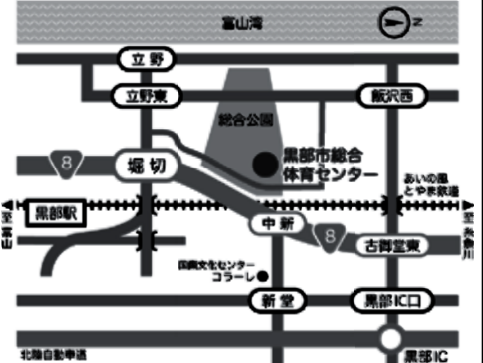 富山湾
N
立野
立野東
飯沢西
総合公園
8
堀切
黒部市総合
体育センター
あいの風
とやま鉄道
至富山
黒部駅
至糸魚川
中新
8
古御堂東
国際文化センター
コラーレ
新堂
黒部IC口
北陸自動車道
黒部IC